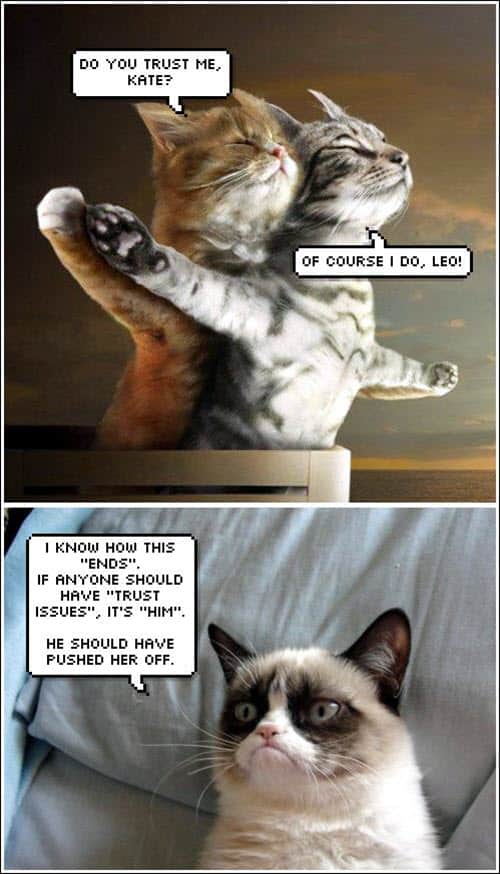 DO YOU TRUST ME,
KATE?
OF COURSE I DO, LEO!
I KNOW HOW THIS
"ENDS".
IF ANYONE SHOULD
HAVE "TRUST
ISSUES", IT'S "HIM".
HE SHOULD HAVE
PUSHED HER OFF.